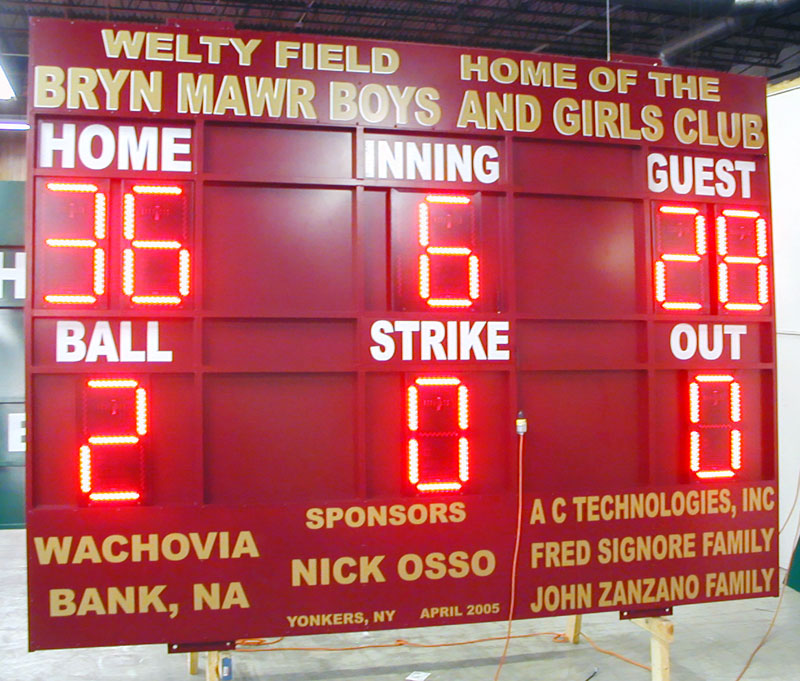 WELTY FIELD HOME OF THE
BRYN MAWR BOYS AND GIRLS CLUB
HOME INNING GUEST
36 6 28
BALL STRIKE OUT
2 0 0
WACHOVIA
BANK, NA
SPONSORS
NICK OSSO
YONKERS, NY APRIL 2005
A C TECHNOLOGIES, INC
FRED SIGNORE FAMILY
JOHN ZANZANO FAMILY